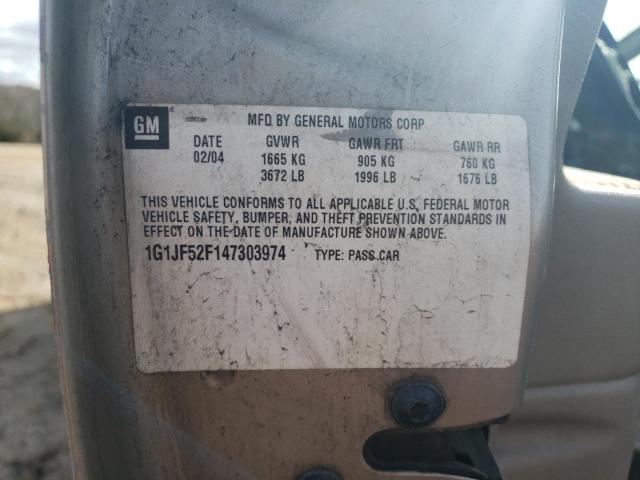 GM
MFD BY GENERAL MOTORS CORP
DATE GVWR GAWR FRT GAWR RR
02/04 1665 KG 905 KG 760 KG
3672 LB 1996 LB 1676 LB
THIS VEHICLE CONFORMS TO ALL APPLICABLE U.S. FEDERAL MOTOR
VEHICLE SAFETY, BUMPER, AND THEFT PREVENTION STANDARDS IN
EFFECT ON THE DATE OF MANUFACTURE SHOWN ABOVE.
1G1JF52F147303974 TYPE: PASS CAR